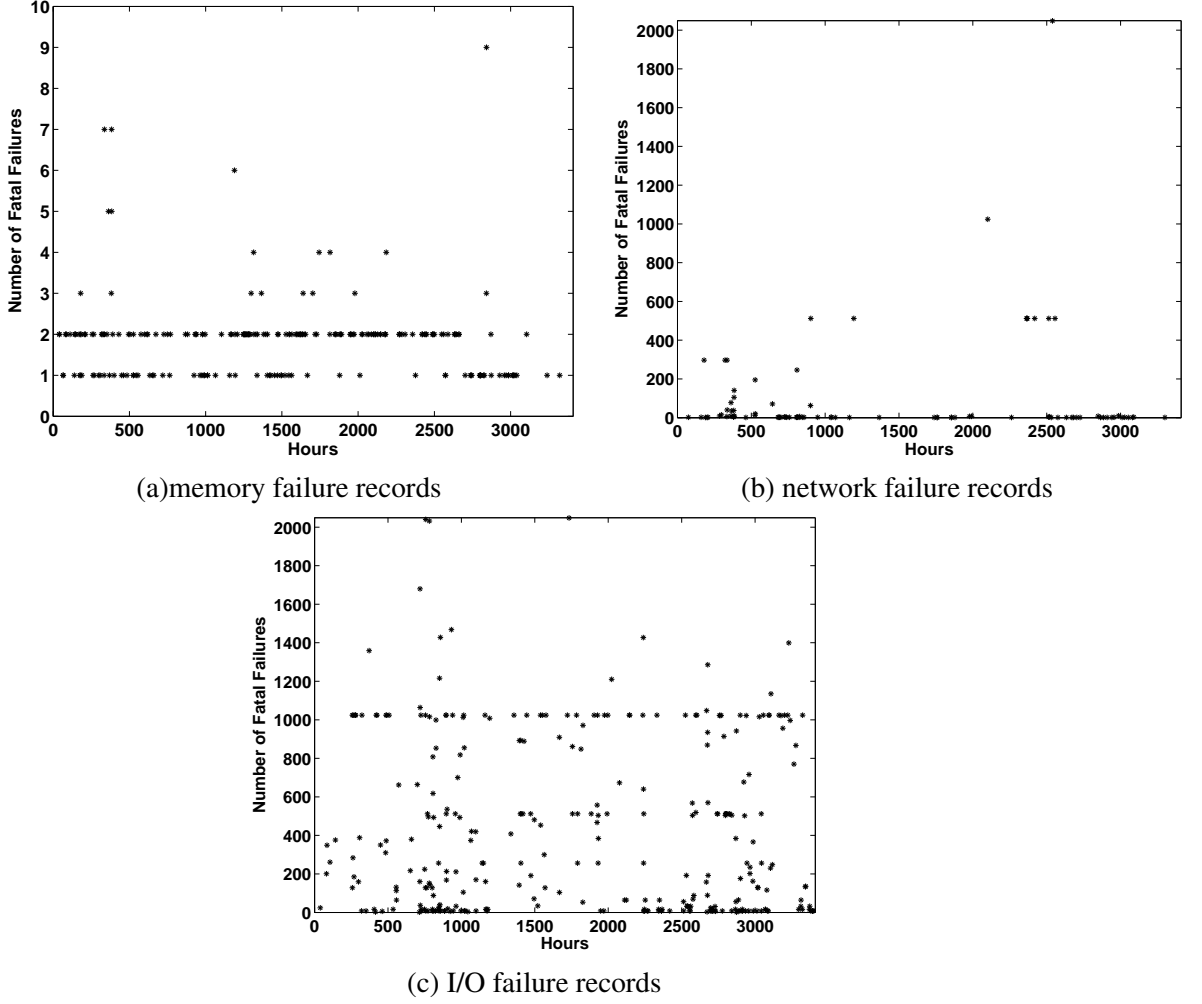 10
9
8
7
6
5
4
3
2
1
0
0 500 1000 1500 2000 2500 3000
Number of Fatal Failures
Hours
(a)memory failure records
2000
1800
1600
1400
1200
1000
800
600
400
200
0
0 500 1000 1500 2000 2500 3000
Number of Fatal Failures
Hours
(b) network failure records
2000
1800
1600
1400
1200
1000
800
600
400
200
0
0 500 1000 1500 2000 2500 3000
Number of Fatal Failures
Hours
(c) I/O failure records